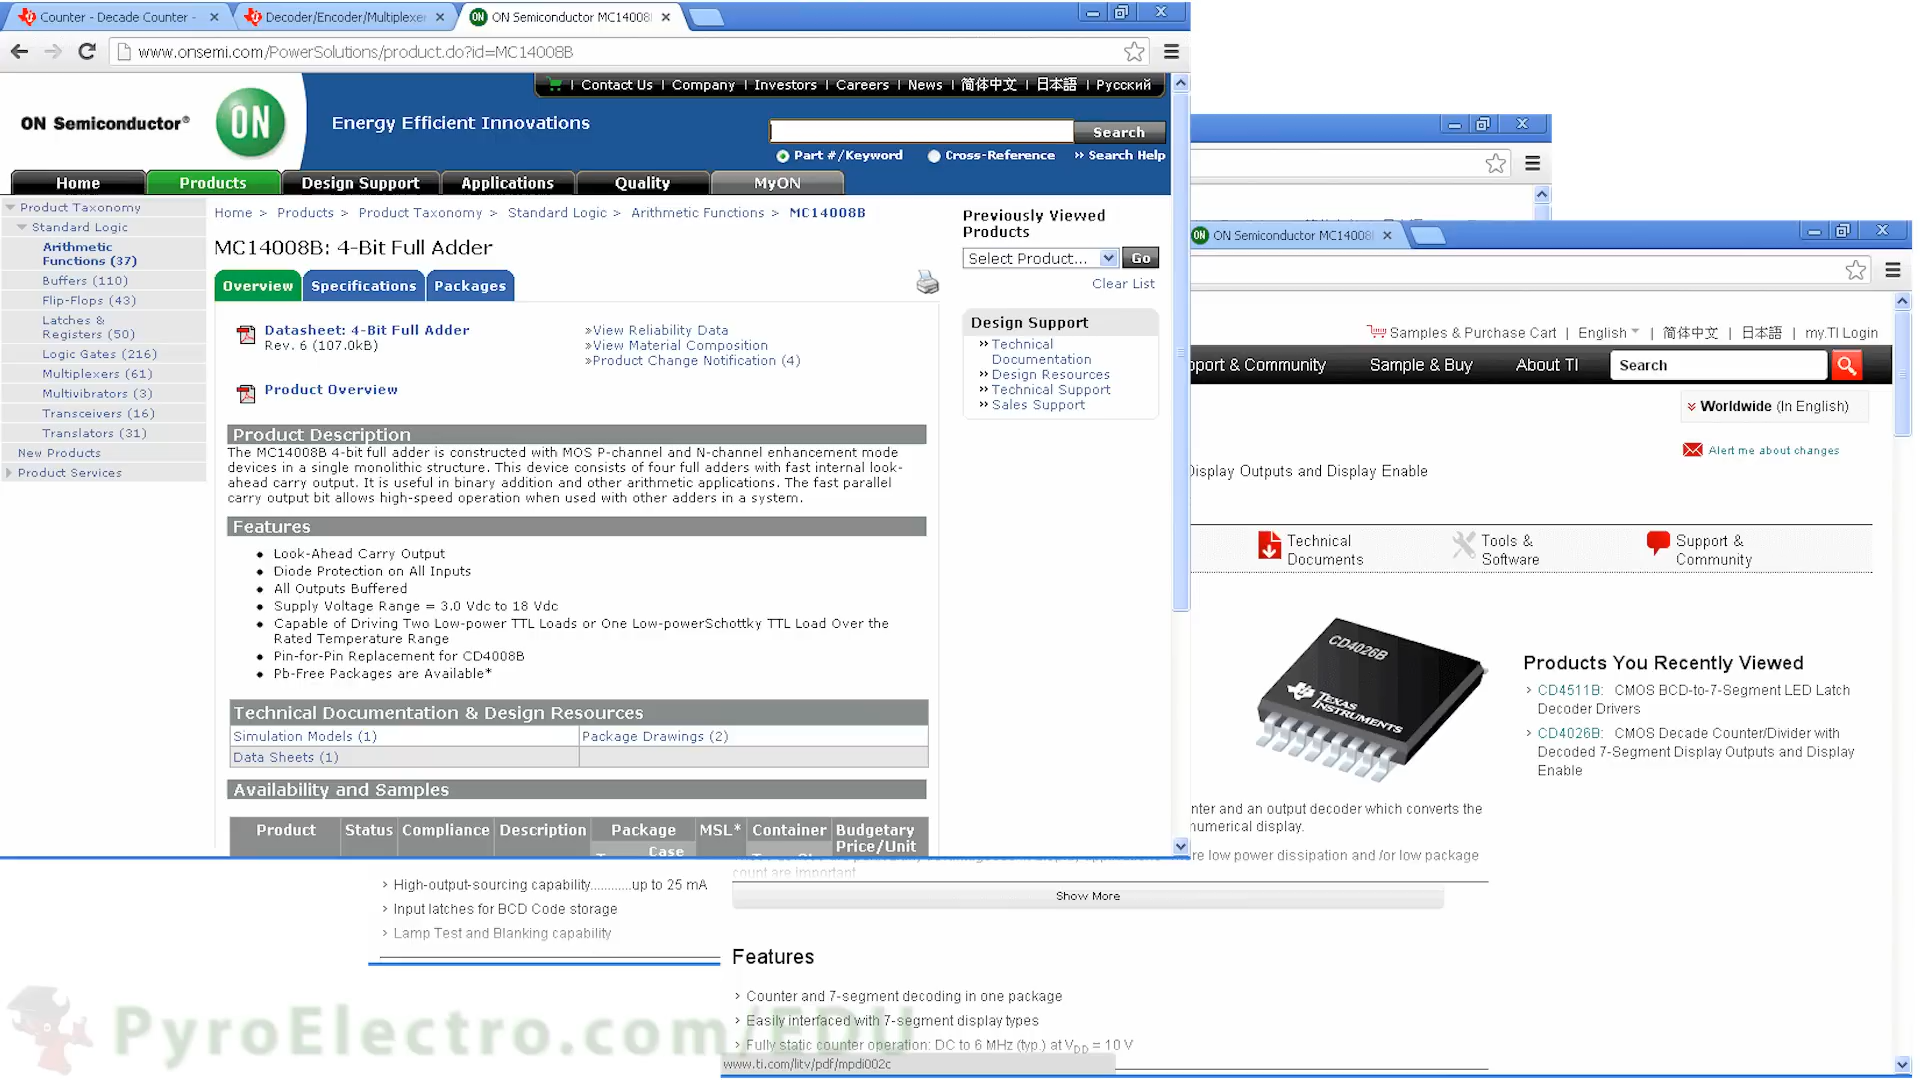 Counter - Decade Counter -
Decoder/Encoder/Multiplexer
ON Semiconductor MC14008
www.onsemi.com/PowerSolutions/product.do?id=MC14008B
Contact Us | Company | Investors | Careers | News | 简体中文 | 日本語 | Русский
ON Semiconductor®
ON
Energy Efficient Innovations
Search
Part #/Keyword
Cross-Reference
Search Help
Home
Products
Design Support
Applications
Quality
MyON
Product Taxonomy
Standard Logic
Arithmetic
Functions (37)
Buffers (110)
Flip-Flops (43)
Latches &
Registers (50)
Logic Gates (216)
Multiplexers (61)
Multivibrators (3)
Transceivers (16)
Translators (31)
New Products
Product Services
Home > Products > Product Taxonomy > Standard Logic > Arithmetic Functions > MC14008B
MC14008B: 4-Bit Full Adder
Overview
Specifications
Packages
Datasheet: 4-Bit Full Adder
Rev. 6 (107.0kB)
Product Overview
»View Reliability Data
»View Material Composition
»Product Change Notification (4)
Product Description
The MC14008B 4-bit full adder is constructed with MOS P-channel and N-channel enhancement mode
devices in a single monolithic structure. This device consists of four full adders with fast internal look-
ahead carry output. It is useful in binary addition and other arithmetic applications. The fast parallel
carry output bit allows high-speed operation when used with other adders in a system.
Features
Look-Ahead Carry Output
Diode Protection on All Inputs
All Outputs Buffered
Supply Voltage Range = 3.0 Vdc to 18 Vdc
Capable of Driving Two Low-power TTL Loads or One Low-powerSchottky TTL Load Over the
Rated Temperature Range
Pin-for-Pin Replacement for CD4008B
Pb-Free Packages are Available*
Technical Documentation & Design Resources
Simulation Models (1)
Package Drawings (2)
Data Sheets (1)
Availability and Samples
Product
Status
Compliance
Description
Package
Case
MSL*
Container
Budgetary
Price/Unit
Previously Viewed
Products
Select Product...
Go
Clear List
Design Support
Technical
Documentation
Design Resources
Technical Support
Sales Support
ON Semiconductor MC14008
Samples & Purchase Cart | English | 简体中文 | 日本語 | my.TI Login
pport & Community
Sample & Buy
About TI
Search
Worldwide (In English)
Alert me about changes
Display Outputs and Display Enable
Technical
Documents
Tools &
Software
Support &
Community
CD4026B
TEXAS
INSTRUMENTS
Products You Recently Viewed
CD4511B: CMOS BCD-to-7-Segment LED Latch
Decoder Drivers
CD4026B: CMOS Decade Counter/Divider with
Decoded 7-Segment Display Outputs and Display
Enable
nter and an output decoder which converts the
numerical display.
re low power dissipation and /or low package
count are important
Show More
> High-output-sourcing capability............up to 25 mA
> Input latches for BCD Code storage
> Lamp Test and Blanking capability
Features
> Counter and 7-segment decoding in one package
> Easily interfaced with 7-segment display types
> Fully static counter operation: DC to 6 MHz (typ.) at VDD = 10 V
www.ti.com/litv/pdf/mpdi002c
PyroElectro.com/EDU